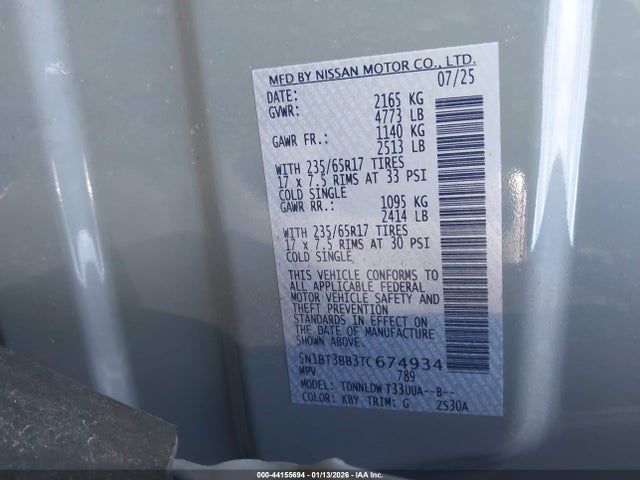 MFD BY NISSAN MOTOR CO., LTD.
DATE: 07/25
GVWR: 2165 KG
4773 LB
GAWR FR.: 1140 KG
2513 LB
WITH 235/65R17 TIRES
17 x 7.5 RIMS AT 33 PSI
COLD SINGLE
GAWR RR.: 1095 KG
2414 LB
WITH 235/65R17 TIRES
17 x 7.5 RIMS AT 30 PSI
COLD SINGLE
THIS VEHICLE CONFORMS TO
ALL APPLICABLE FEDERAL
MOTOR VEHICLE SAFETY AND
THEFT PREVENTION
STANDARDS IN EFFECT ON
THE DATE OF MANUFACTURE
SHOWN ABOVE.
5N1BT3BB3TC674934
MPV 789
MODEL: TDNNLDW T33UUA--B--
COLOR: KBY TRIM: G 2S30A
000-44155694 | 01/13/2026 - IAA Inc.